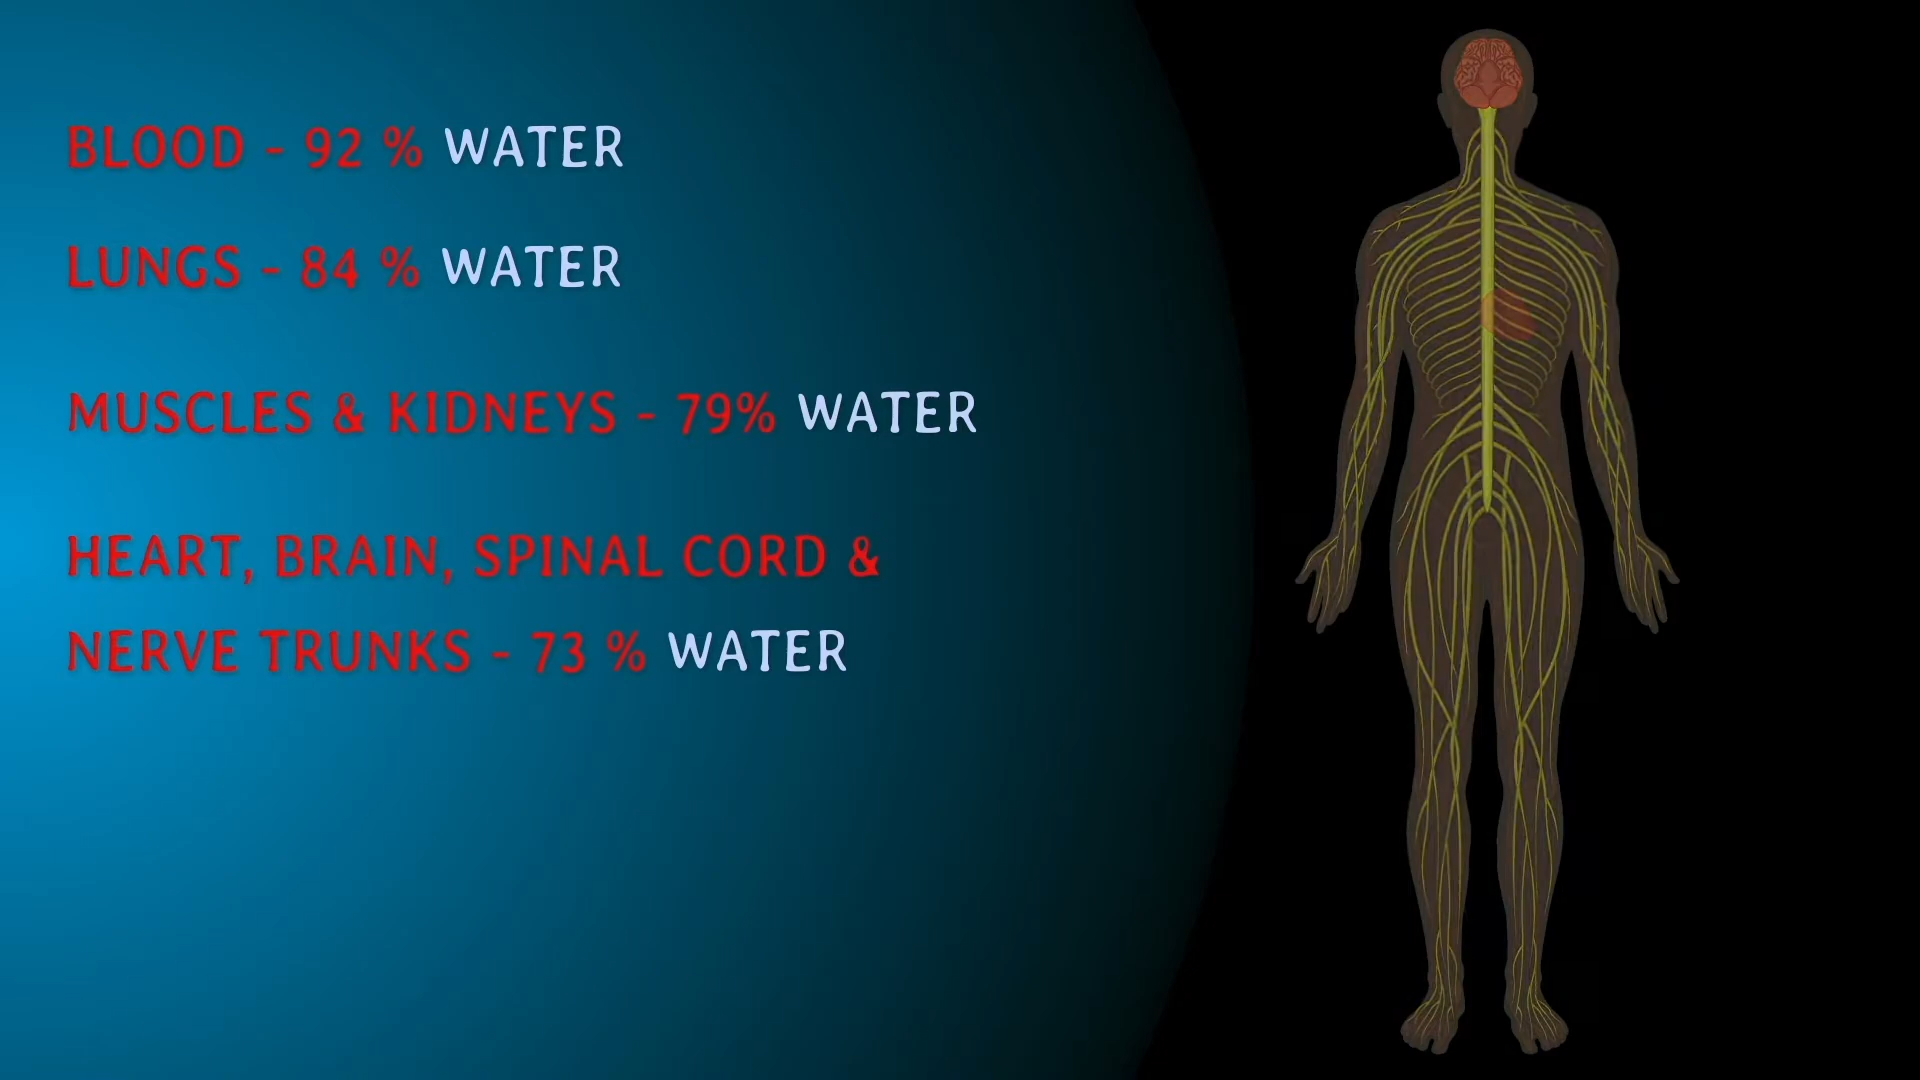 BLOOD - 92 % WATER
LUNGS - 84 % WATER
MUSCLES & KIDNEYS - 79% WATER
HEART, BRAIN, SPINAL CORD &
NERVE TRUNKS - 73 % WATER